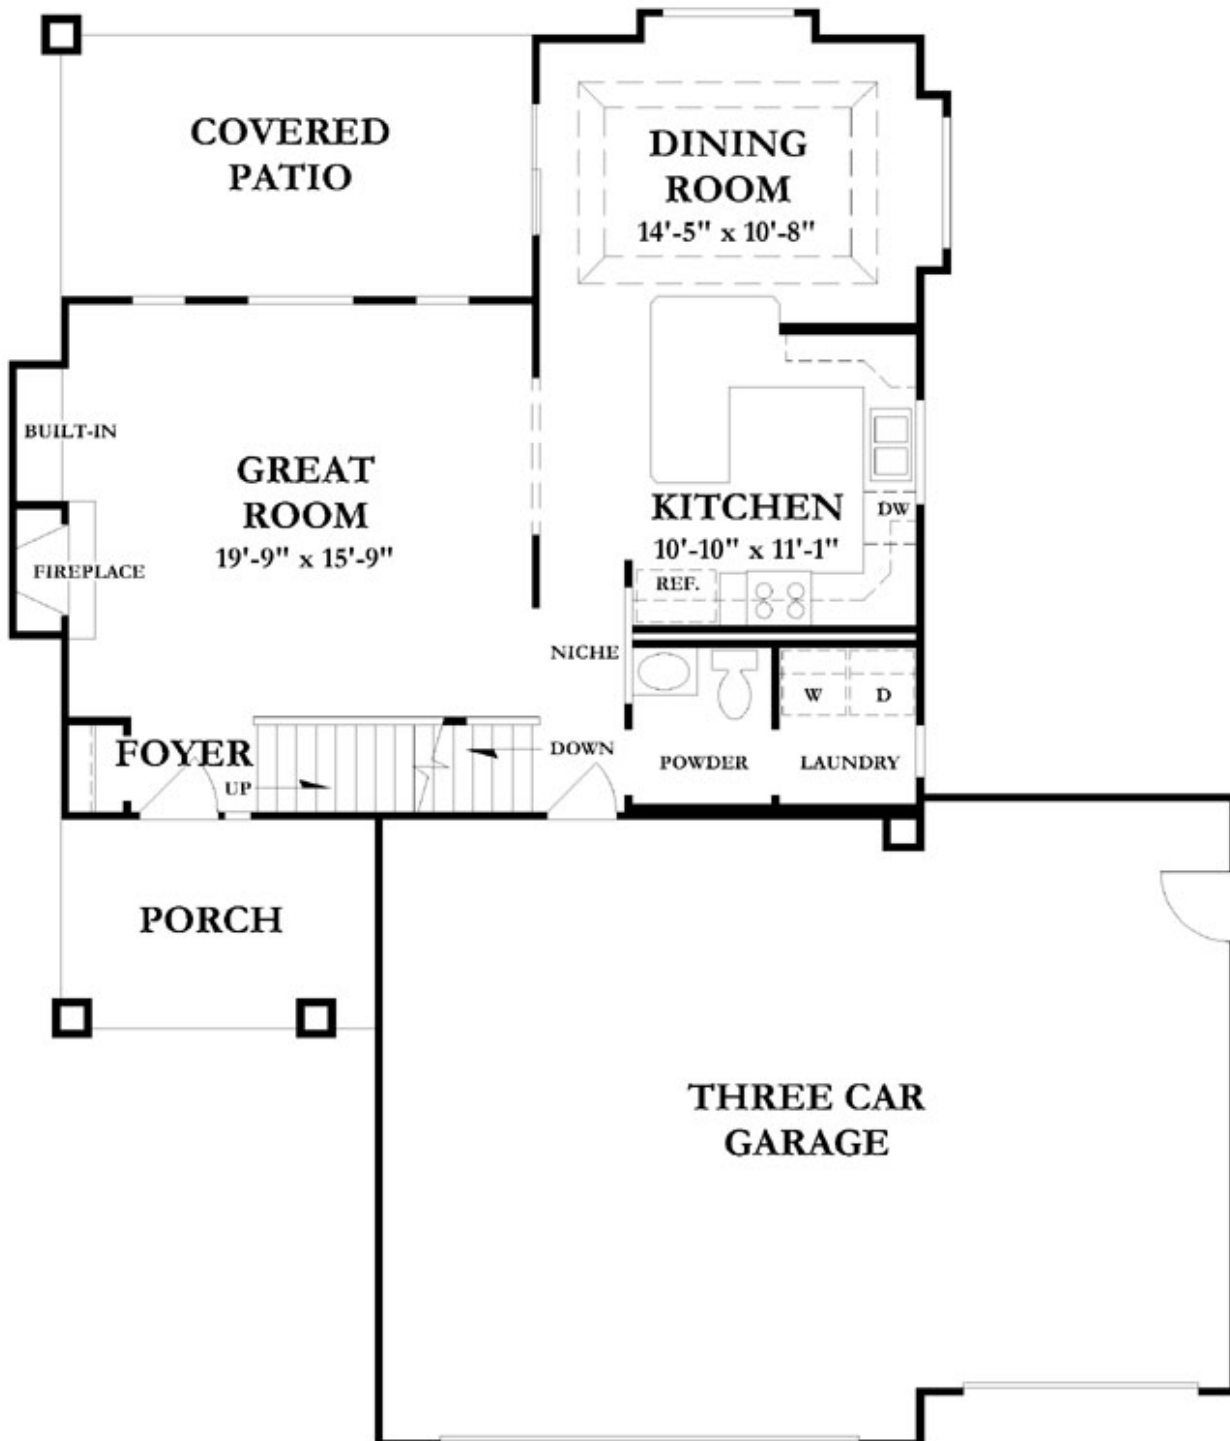 COVERED
PATIO
DINING
ROOM
14'-5" x 10'-8"
BUILT-IN
GREAT
ROOM
19'-9" x 15'-9"
FIREPLACE
KITCHEN
10'-10" x 11'-1"
DW
REF.
NICHE
W
D
FOYER
UP
DOWN
POWDER
LAUNDRY
PORCH
THREE CAR
GARAGE